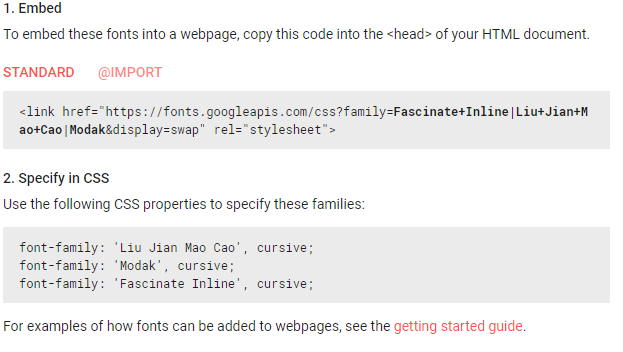 1. Embed
To embed these fonts into a webpage, copy this code into the <head> of your HTML document.
STANDARD @IMPORT
<link href="https://fonts.googleapis.com/css?family=Fascinate+Inline|Liu+Jian+M
ao+Cao|Modak&display=swap" rel="stylesheet">
2. Specify in CSS
Use the following CSS properties to specify these families:
font-family: 'Liu Jian Mao Cao', cursive;
font-family: 'Modak', cursive;
font-family: 'Fascinate Inline', cursive;
For examples of how fonts can be added to webpages, see the getting started guide.